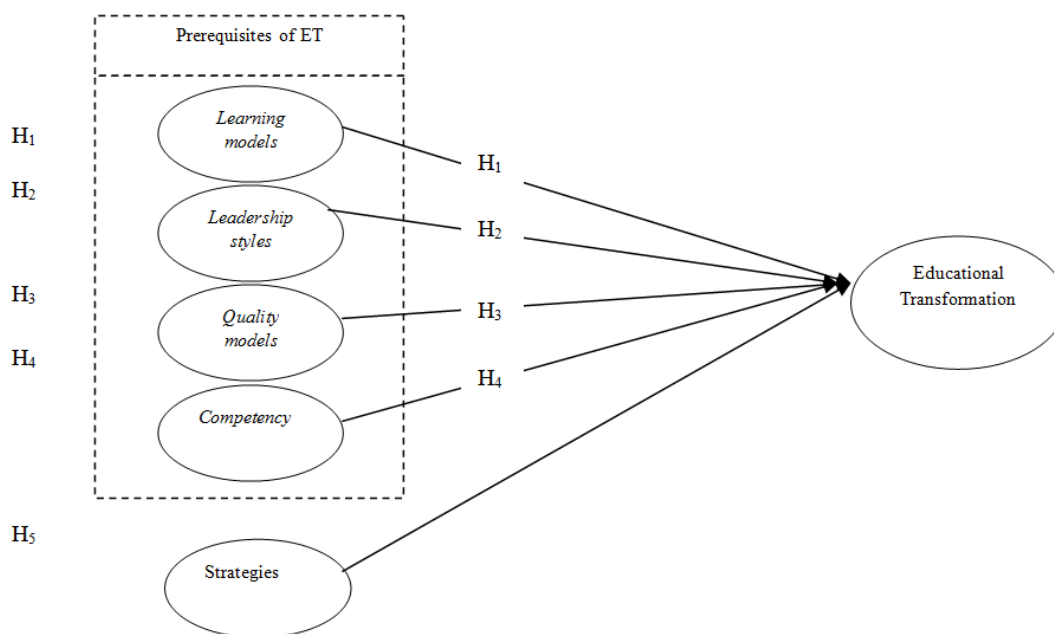 Prerequisites of ET
Learning
models
H₁
H₁
H₂
Leadership
styles
H₂
H₃
Quality
models
H₃
H₄
Competency
H₄
H₅
Strategies
Educational
Transformation